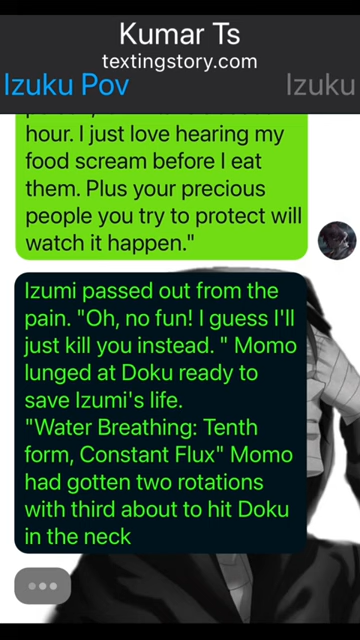 Kumar Ts
textingstory.com
Izuku Pov
Izuku
hour. I just love hearing my
food scream before I eat
them. Plus your precious
people you try to protect will
watch it happen."
Izumi passed out from the
pain. "Oh, no fun! I guess I'll
just kill you instead. " Momo
lunged at Doku ready to
save Izumi's life.
"Water Breathing: Tenth
form, Constant Flux" Momo
had gotten two rotations
with third about to hit Doku
in the neck